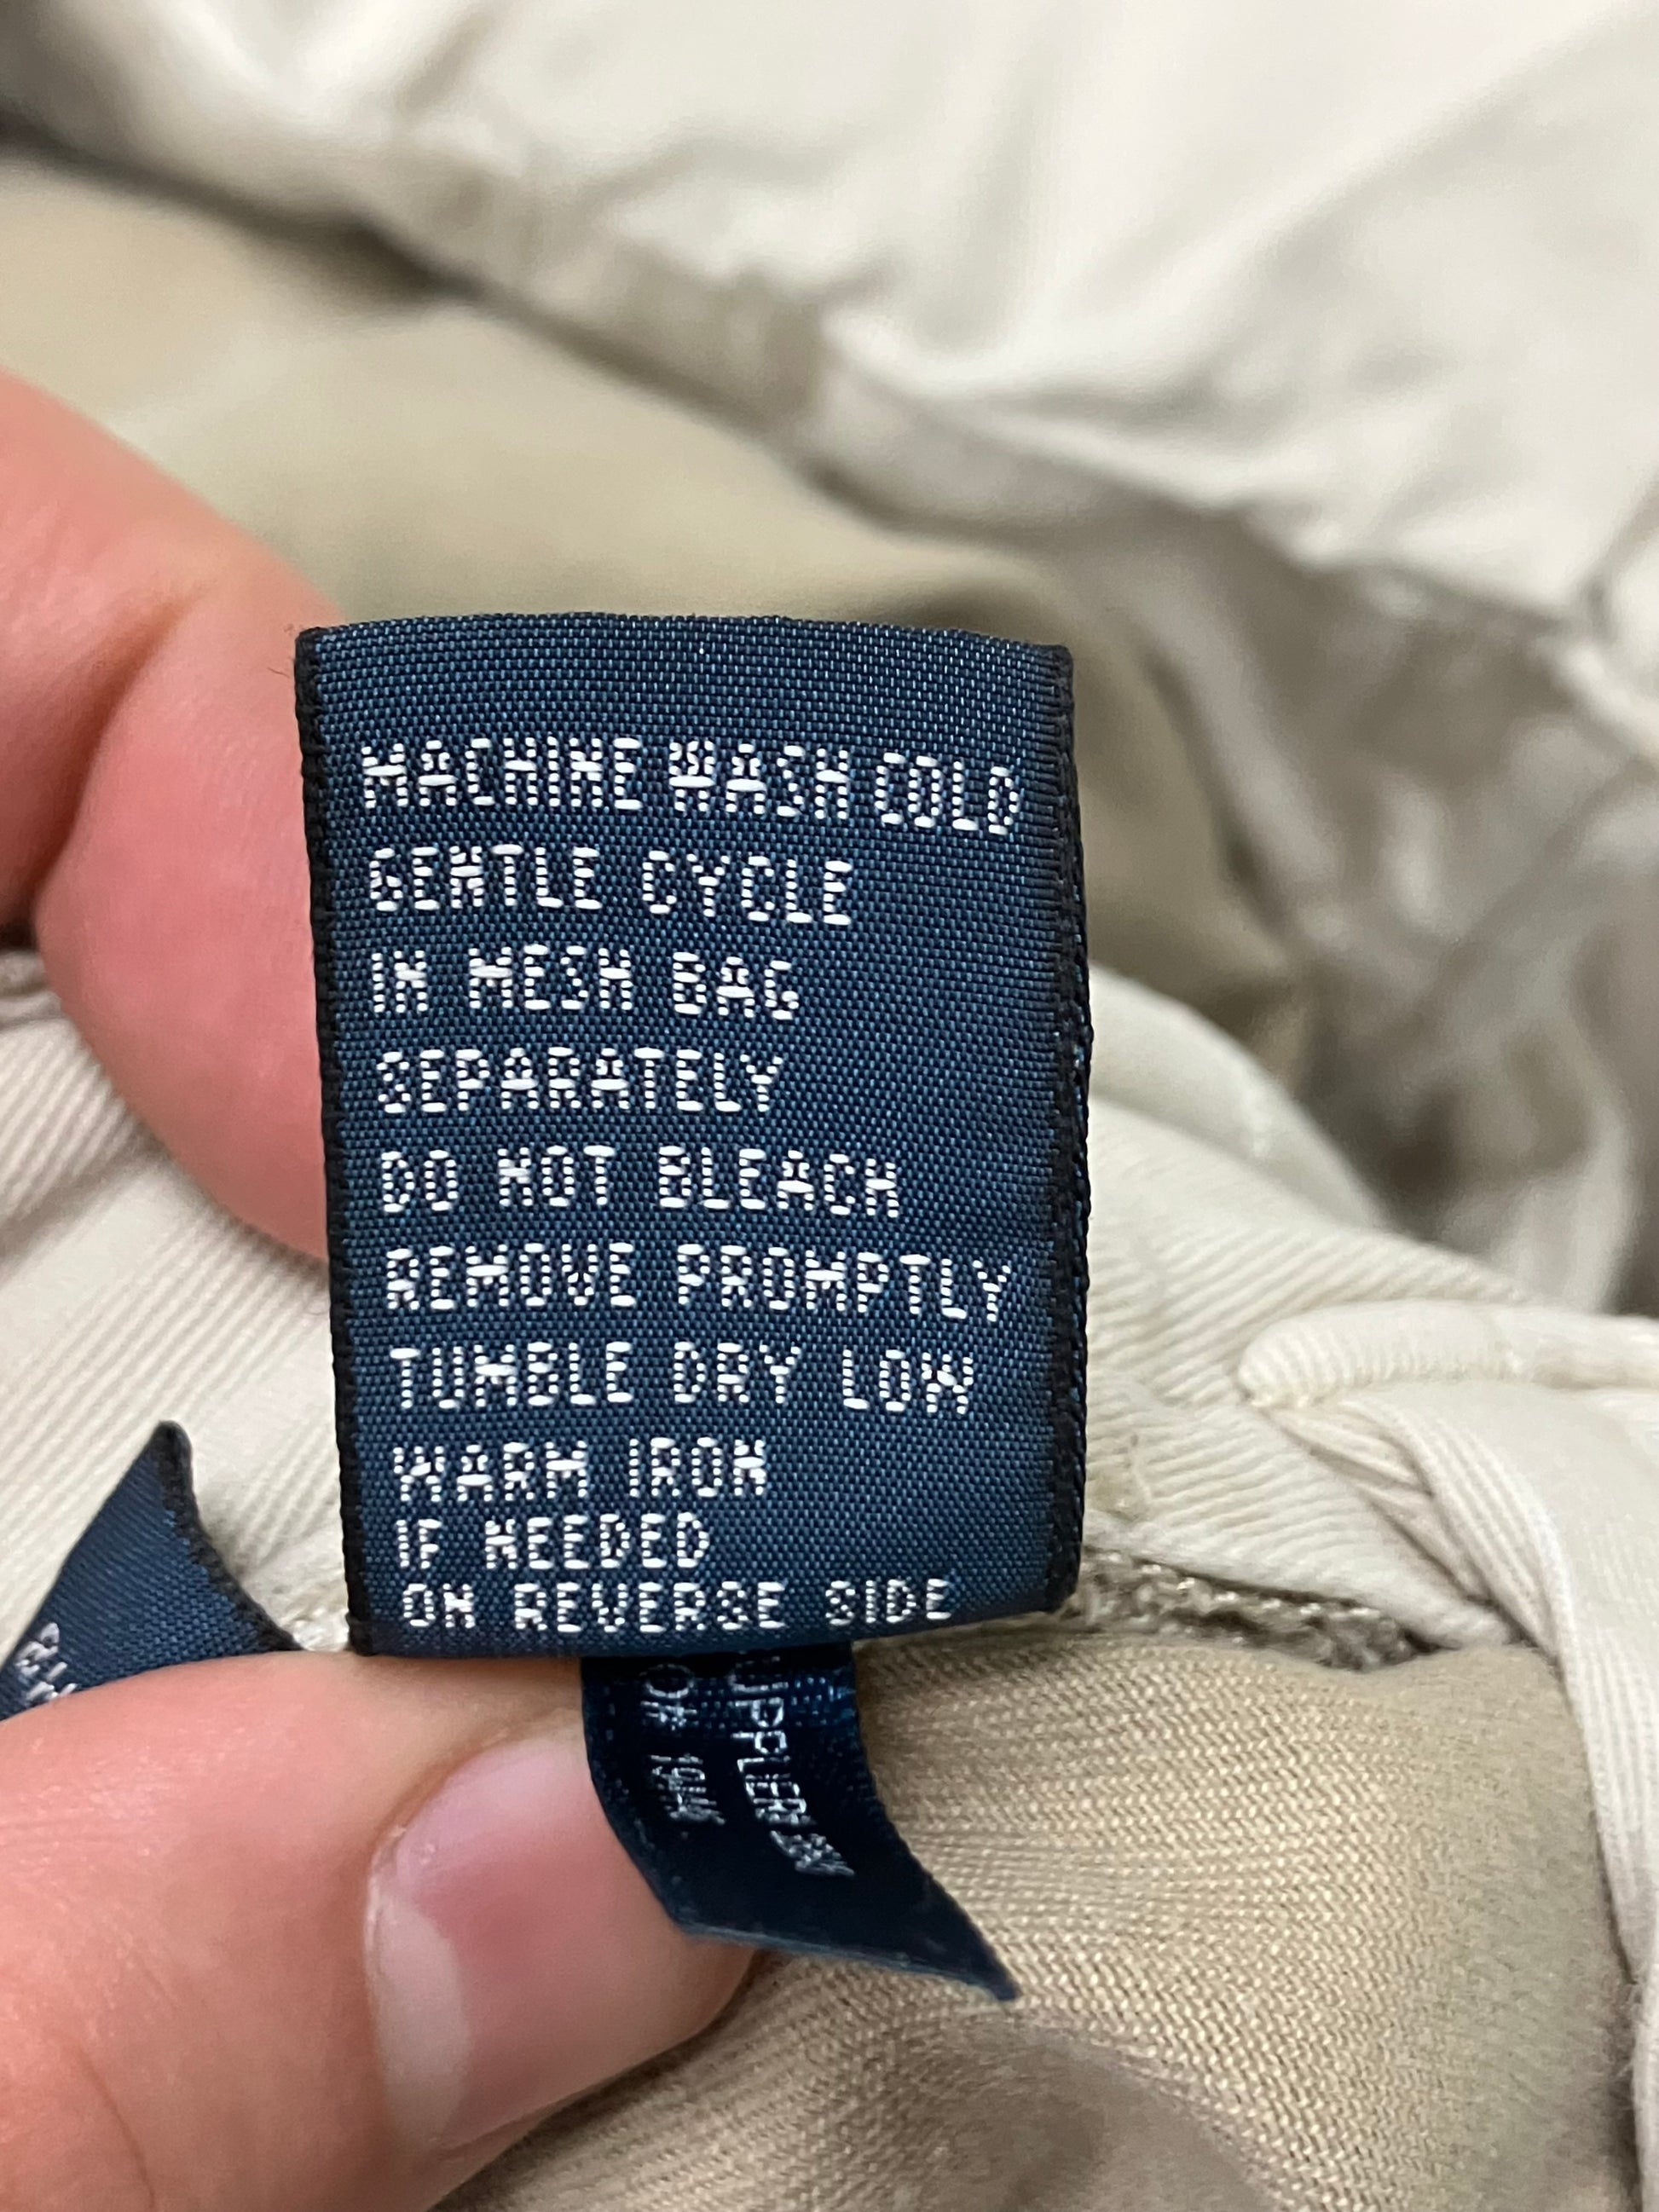 MACHINE WASH COLD
GENTLE CYCLE
IN MESH BAG
SEPARATELY
DO NOT BLEACH
REMOVE PROMPTLY
TUMBLE DRY LOW
WARM IRON
IF NEEDED
ON REVERSE SIDE